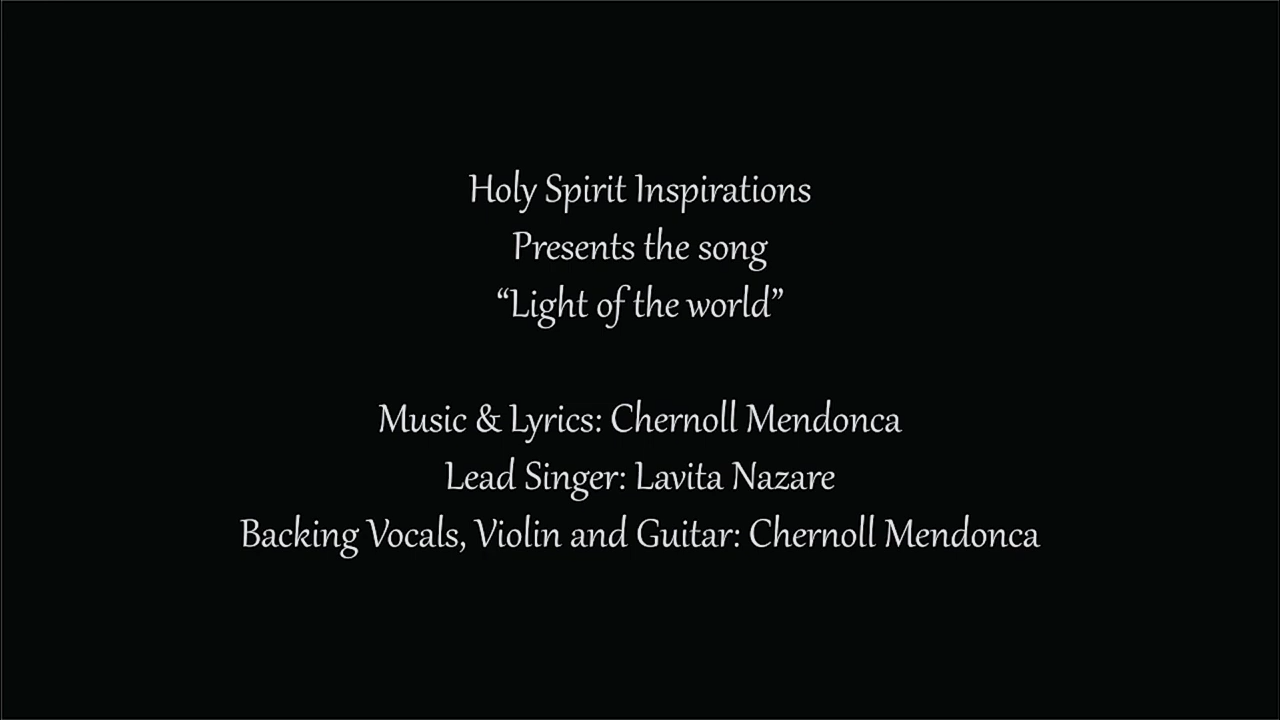 Holy Spirit Inspirations
Presents the song
“Light of the world”
Music & Lyrics: Chernoll Mendonca
Lead Singer: Lavita Nazare
Backing Vocals, Violin and Guitar: Chernoll Mendonca